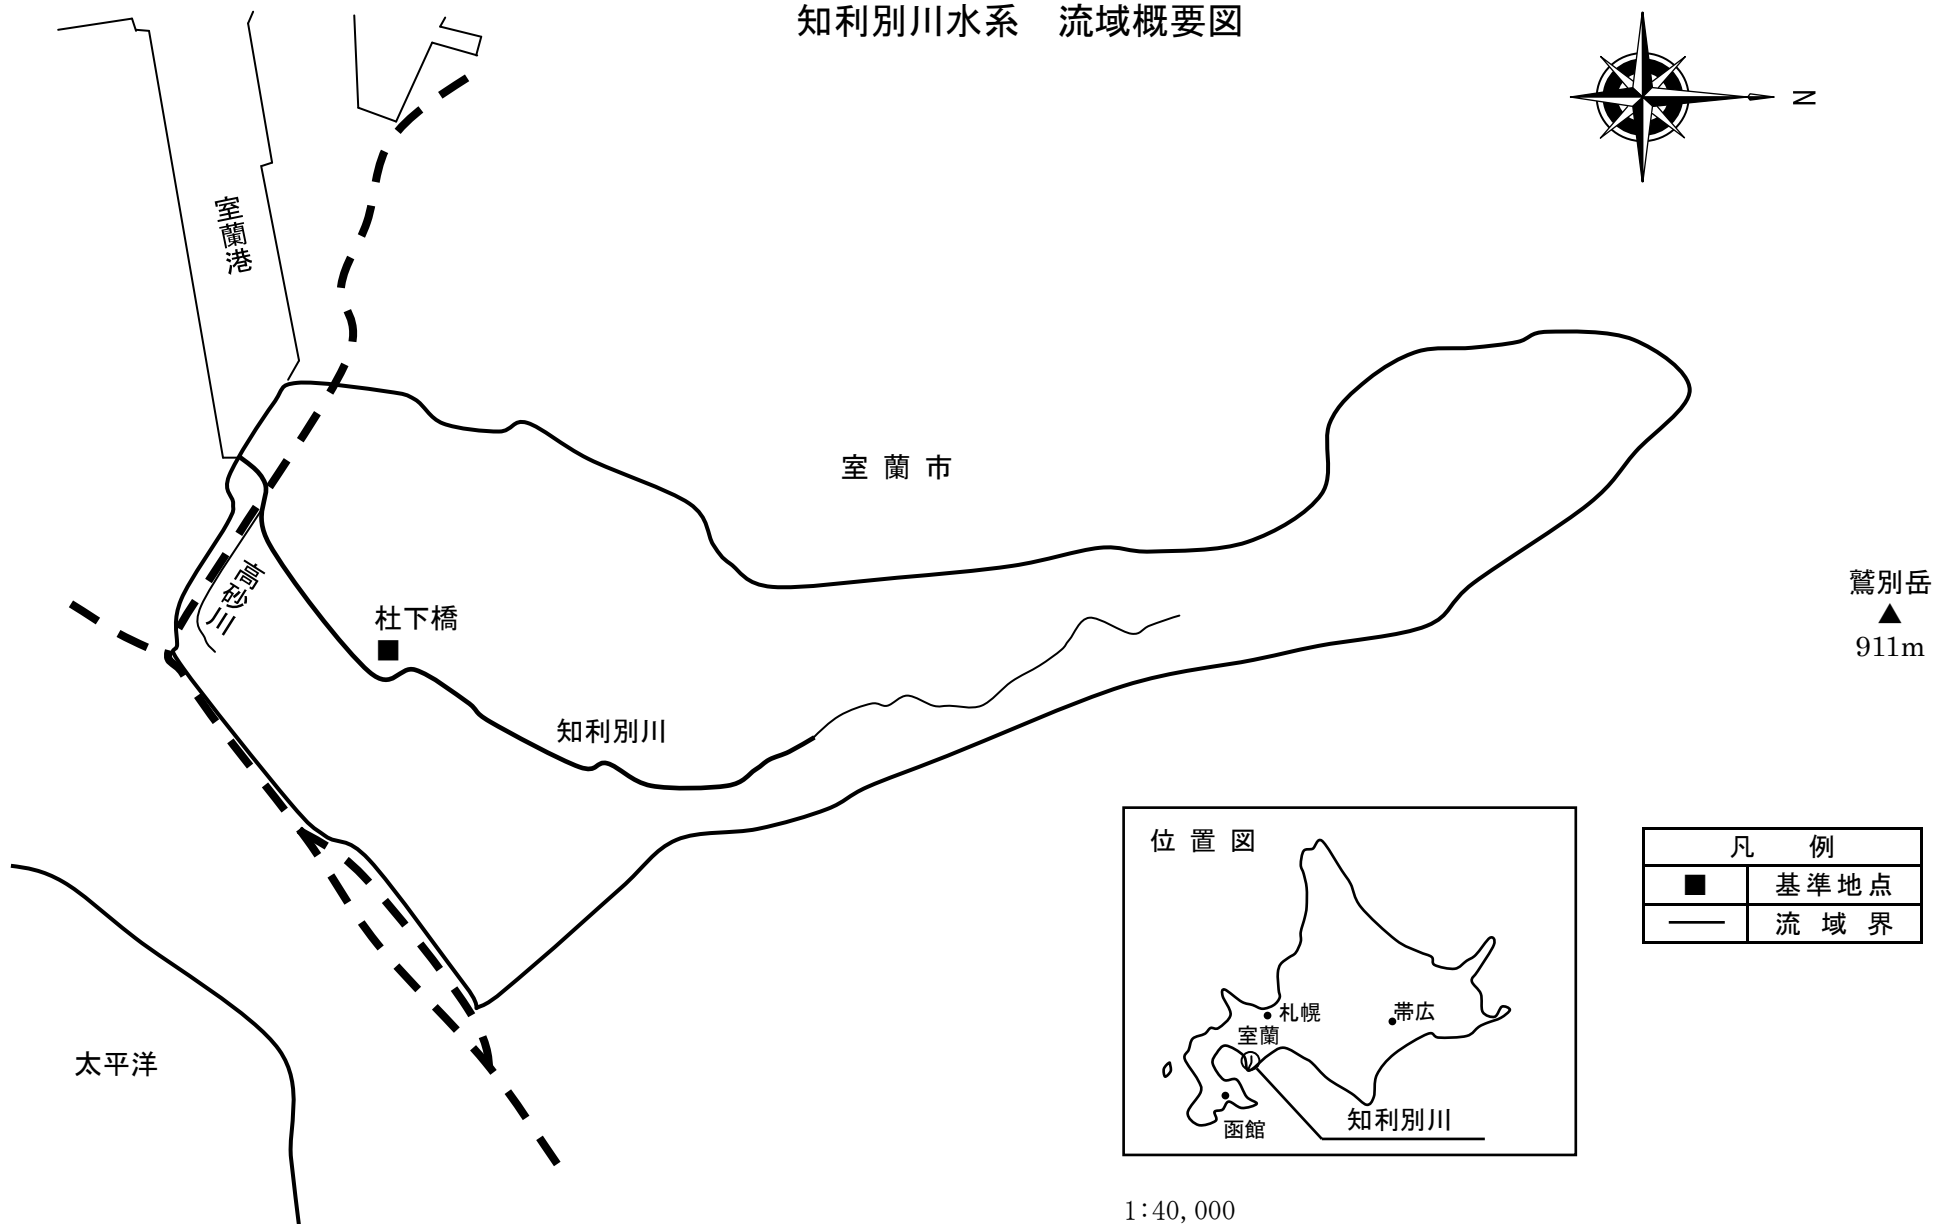 知利別川水系　流域概要図
N
室蘭港
室蘭市
鷲別岳
911m
高砂川
杜下橋
知利別川
太平洋
位置図
札幌
帯広
室蘭
函館
知利別川
凡例
基準地点
流域界
1:40,000